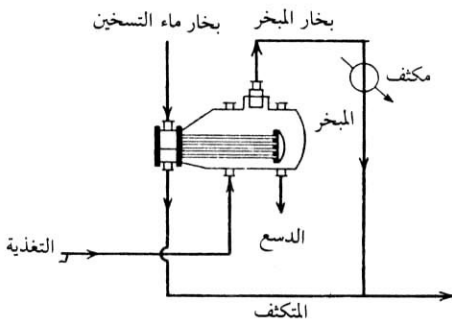 بخار ماء التسخين
بخار المبخر
مكثف
المبخر
الدسع
التغذية
المتكثف